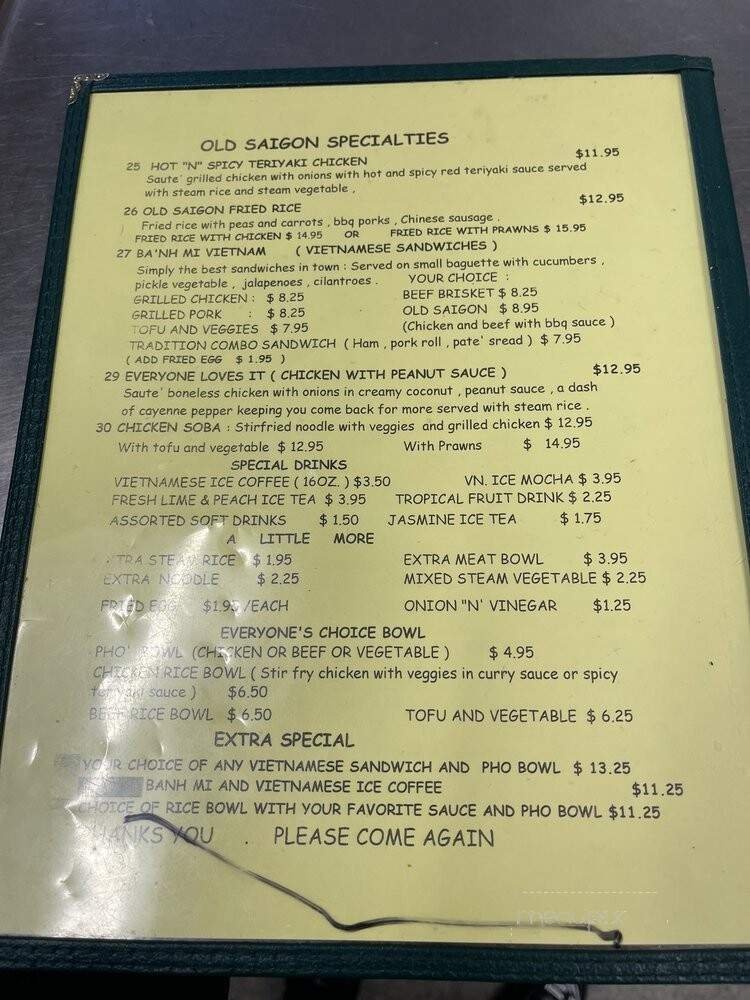 OLD SAIGON SPECIALTIES
25 HOT "N" SPICY TERIYAKI CHICKEN $11.95
Saute' grilled chicken with onions with hot and spicy red teriyaki sauce served
with steam rice and steam vegetable ,
26 OLD SAIGON FRIED RICE $12.95
Fried rice with peas and carrots , bbq porks , Chinese sausage .
FRIED RICE WITH CHICKEN $ 14.95 OR FRIED RICE WITH PRAWNS $ 15.95
27 BA'NH MI VIETNAM ( VIETNAMESE SANDWICHES )
Simply the best sandwiches in town : Served on small baguette with cucumbers ,
pickle vegetable , jalapenoes , cilantroes . YOUR CHOICE :
GRILLED CHICKEN : $ 8.25 BEEF BRISKET $ 8.25
GRILLED PORK : $ 8.25 OLD SAIGON $ 8.95
TOFU AND VEGGIES $ 7.95 (Chicken and beef with bbq sauce )
TRADITION COMBO SANDWICH ( Ham , pork roll , pate' sread ) $ 7.95
( ADD FRIED EGG $ 1.95 )
29 EVERYONE LOVES IT ( CHICKEN WITH PEANUT SAUCE ) $12.95
Saute' boneless chicken with onions in creamy coconut , peanut sauce , a dash
of cayenne pepper keeping you come back for more served with steam rice .
30 CHICKEN SOBA : Stirfried noodle with veggies and grilled chicken $ 12.95
With tofu and vegetable $ 12.95 With Prawns $ 14.95
SPECIAL DRINKS
VIETNAMESE ICE COFFEE ( 16OZ. ) $3.50 VN. ICE MOCHA $ 3.95
FRESH LIME & PEACH ICE TEA $ 3.95 TROPICAL FRUIT DRINK $ 2.25
ASSORTED SOFT DRINKS $ 1.50 JASMINE ICE TEA $ 1.75
A LITTLE MORE
XTRA STEAM RICE $ 1.95 EXTRA MEAT BOWL $ 3.95
EXTRA NOODLE $ 2.25 MIXED STEAM VEGETABLE $ 2.25
FRIED EGG $1.95 /EACH ONION "N' VINEGAR $1.25
EVERYONE'S CHOICE BOWL
PHO' BOWL (CHICKEN OR BEEF OR VEGETABLE ) $ 4.95
CHICKEN RICE BOWL ( Stir fry chicken with veggies in curry sauce or spicy
teriyaki sauce ) $6.50
BEEF RICE BOWL $ 6.50 TOFU AND VEGETABLE $ 6.25
EXTRA SPECIAL
YOUR CHOICE OF ANY VIETNAMESE SANDWICH AND PHO BOWL $ 13.25
BANH MI AND VIETNAMESE ICE COFFEE $11.25
CHOICE OF RICE BOWL WITH YOUR FAVORITE SAUCE AND PHO BOWL $11.25
THANKS YOU . PLEASE COME AGAIN